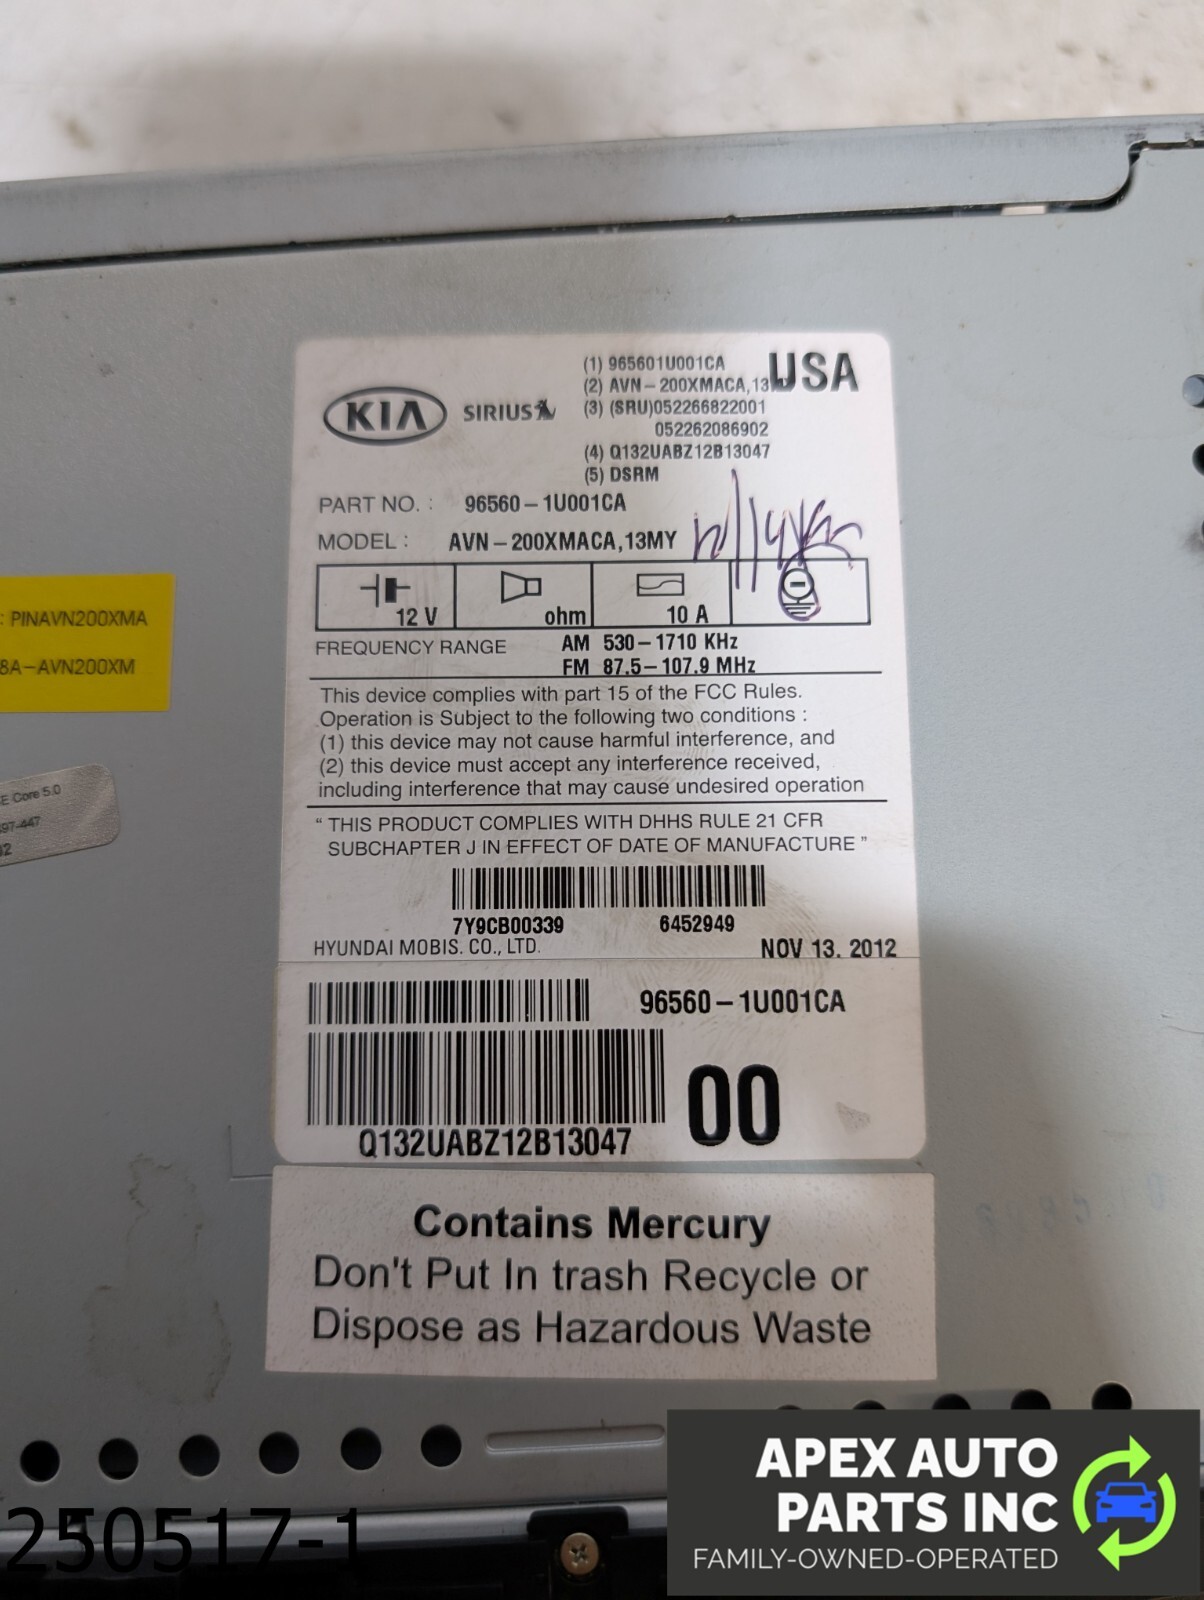 KIA
SIRIUS
(1) 965601U001CA
(2) AVN-200XMACA,13
USA
(3) (SRU)052266822001
052262086902
(4) Q132UABZ12B13047
(5) DSRM
PART NO. : 96560-1U001CA
MODEL : AVN-200XMACA,13MY
12 V
ohm
10 A
FREQUENCY RANGE
AM 530-1710 KHz
FM 87.5-107.9 MHz
This device complies with part 15 of the FCC Rules.
Operation is Subject to the following two conditions :
(1) this device may not cause harmful interference, and
(2) this device must accept any interference received,
including interference that may cause undesired operation
" THIS PRODUCT COMPLIES WITH DHHS RULE 21 CFR
SUBCHAPTER J IN EFFECT OF DATE OF MANUFACTURE "
7Y9CB00339 6452949
HYUNDAI MOBIS. CO., LTD.
NOV 13. 2012
96560-1U001CA
00
Q132UABZ12B13047
Contains Mercury
Don't Put In trash Recycle or
Dispose as Hazardous Waste
: PINAVN200XMA
8A-AVN200XM
E Core 5.0
97-447
250517-1
APEX AUTO
PARTS INC
FAMILY-OWNED-OPERATED